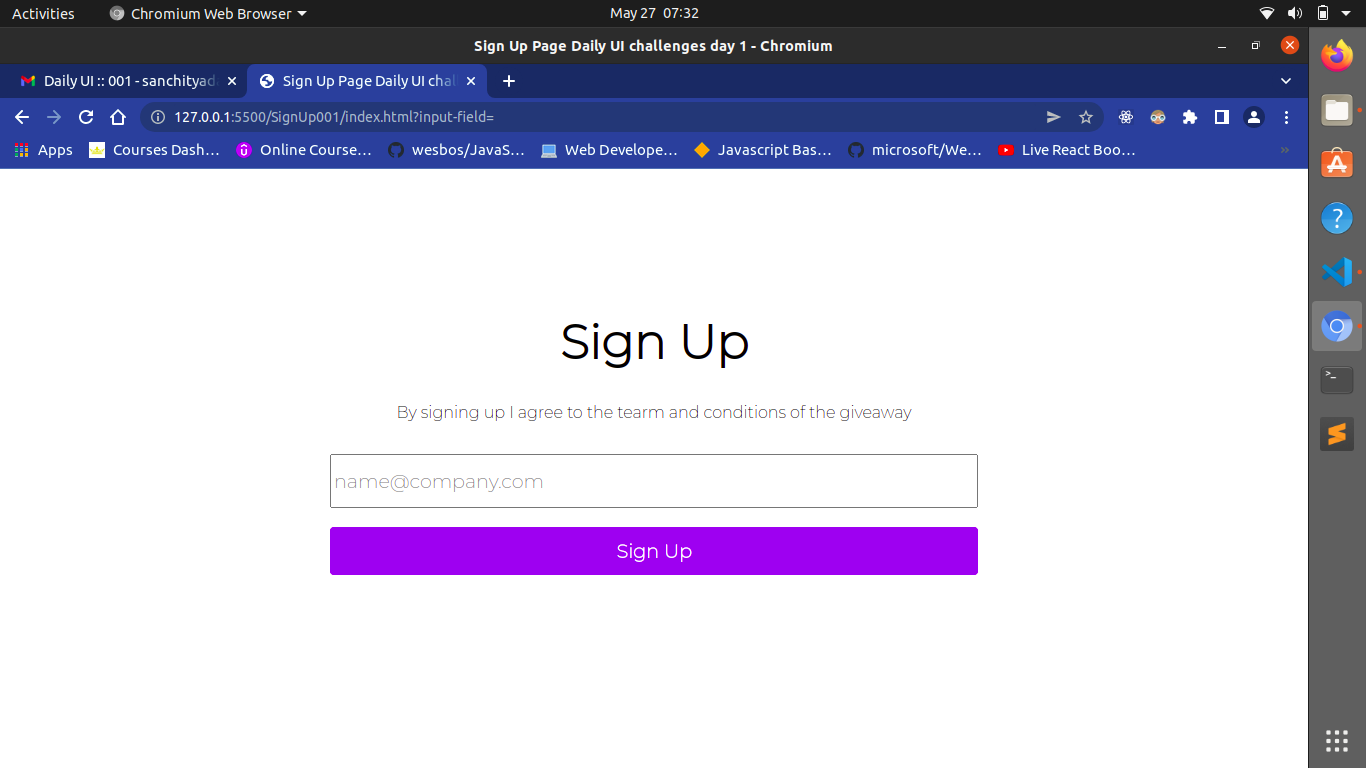 Activities Chromium Web Browser May 27 07:32
Sign Up Page Daily UI challenges day 1 - Chromium
Daily UI :: 001 - sanchityad Sign Up Page Daily UI chal
127.0.0.1:5500/SignUp001/index.html?input-field=
Apps Courses Dash… Online Course… wesbos/JavaS… Web Develope… Javascript Bas… microsoft/We… Live React Boo… »
Sign Up
By signing up I agree to the tearm and conditions of the giveaway
name@company.com
Sign Up